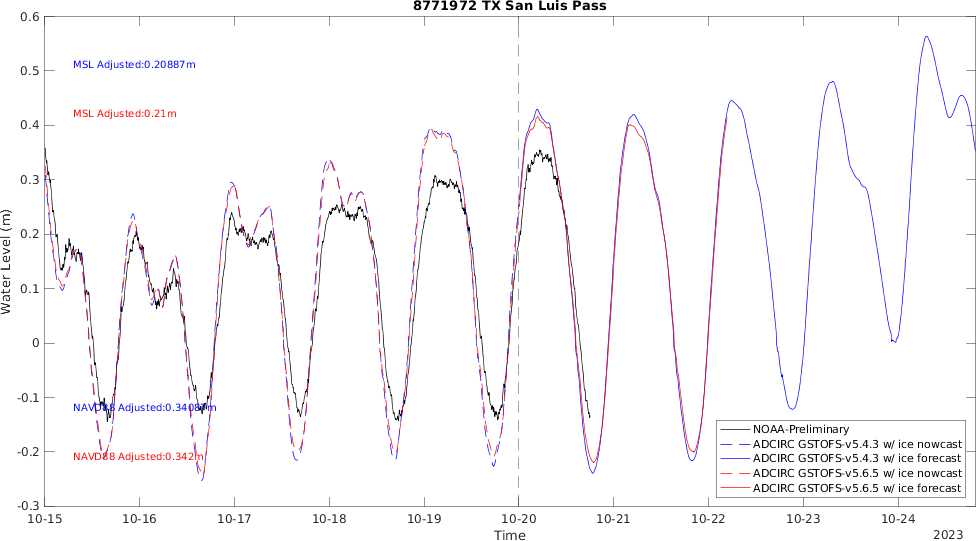 8771972 TX San Luis Pass
0.6
0.5
0.4
0.3
0.2
0.1
0
-0.1
-0.2
-0.3
Water Level (m)
MSL Adjusted:0.20887m
MSL Adjusted:0.21m
NAVD88 Adjusted:
NAVD88 Adjusted:0.342m
NOAA-Preliminary
ADCIRC GSTOFS-v5.4.3 w/ ice nowcast
ADCIRC GSTOFS-v5.4.3 w/ ice forecast
ADCIRC GSTOFS-v5.6.5 w/ ice nowcast
ADCIRC GSTOFS-v5.6.5 w/ ice forecast
10-15 10-16 10-17 10-18 10-19 10-20 10-21 10-22 10-23 10-24
Time
2023